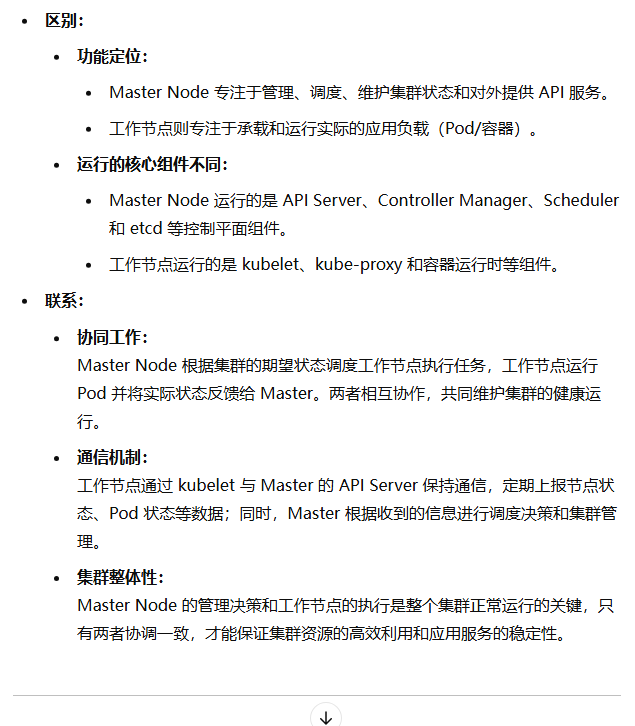 区别：
功能定位：
Master Node 专注于管理、调度、维护集群状态和对外提供 API 服务。
工作节点则专注于承载和运行实际的应用负载（Pod/容器）。
运行的核心组件不同：
Master Node 运行的是 API Server、Controller Manager、Scheduler
和 etcd 等控制平面组件。
工作节点运行的是 kubelet、kube-proxy 和容器运行时等组件。
联系：
协同工作：
Master Node 根据集群的期望状态调度工作节点执行任务，工作节点运行
Pod 并将实际状态反馈给 Master。两者相互协作，共同维护集群的健康运
行。
通信机制：
工作节点通过 kubelet 与 Master 的 API Server 保持通信，定期上报节点状
态、Pod 状态等数据；同时，Master 根据收到的信息进行调度决策和集群管
理。
集群整体性：
Master Node 的管理决策和工作节点的执行是整个集群正常运行的关键，只
有两者协调一致，才能保证集群资源的高效利用和应用服务的稳定性。